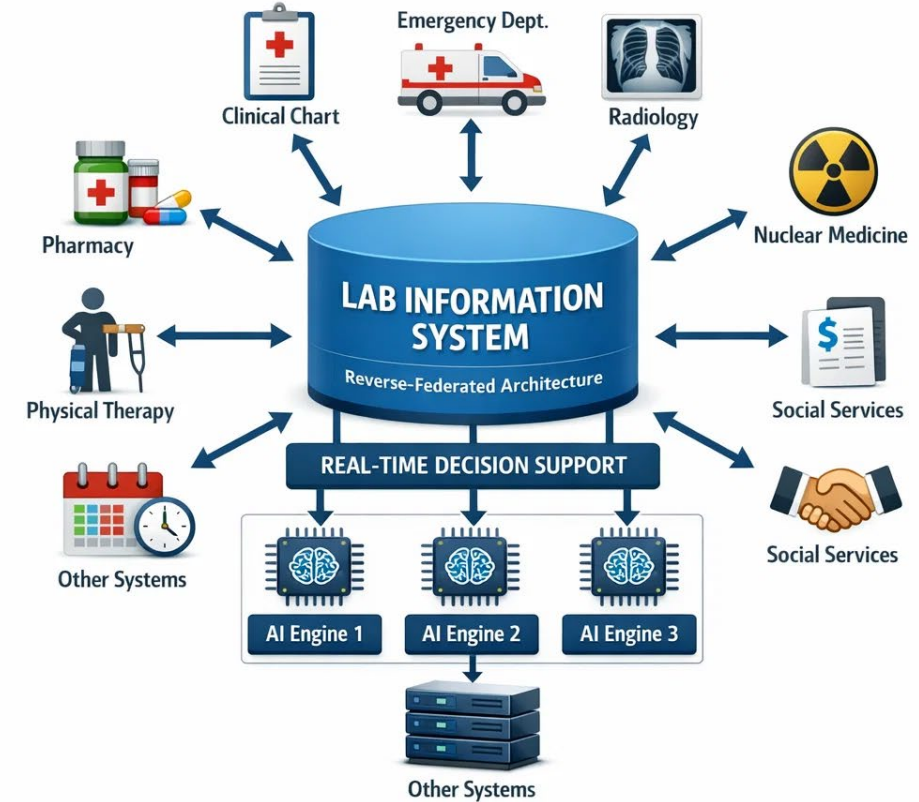 Emergency Dept.
Clinical Chart
Radiology
Pharmacy
Nuclear Medicine
LAB INFORMATION
SYSTEM
Reverse-Federated Architecture
Physical Therapy
$
Social Services
REAL-TIME DECISION SUPPORT
Other Systems
Social Services
AI Engine 1
AI Engine 2
AI Engine 3
Other Systems